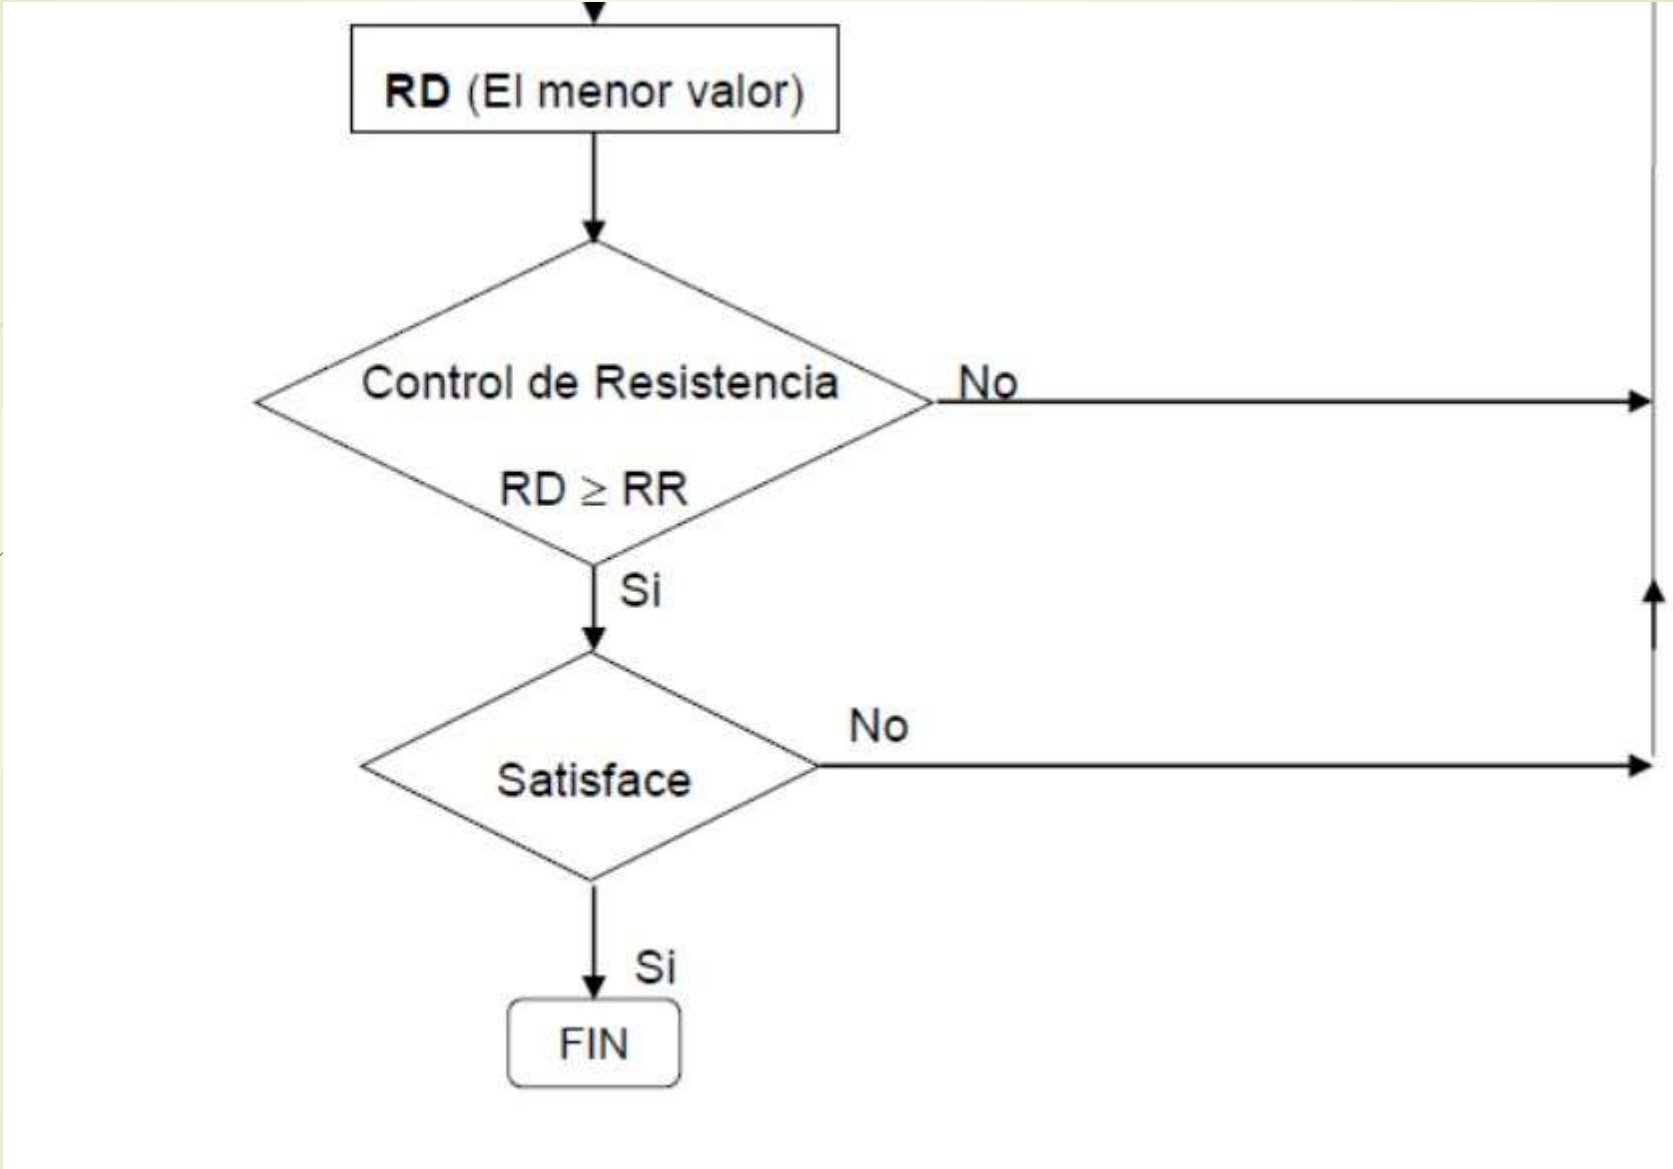 RD (El menor valor)
Control de Resistencia
No
RD ≥ RR
Si
No
Satisface
Si
FIN